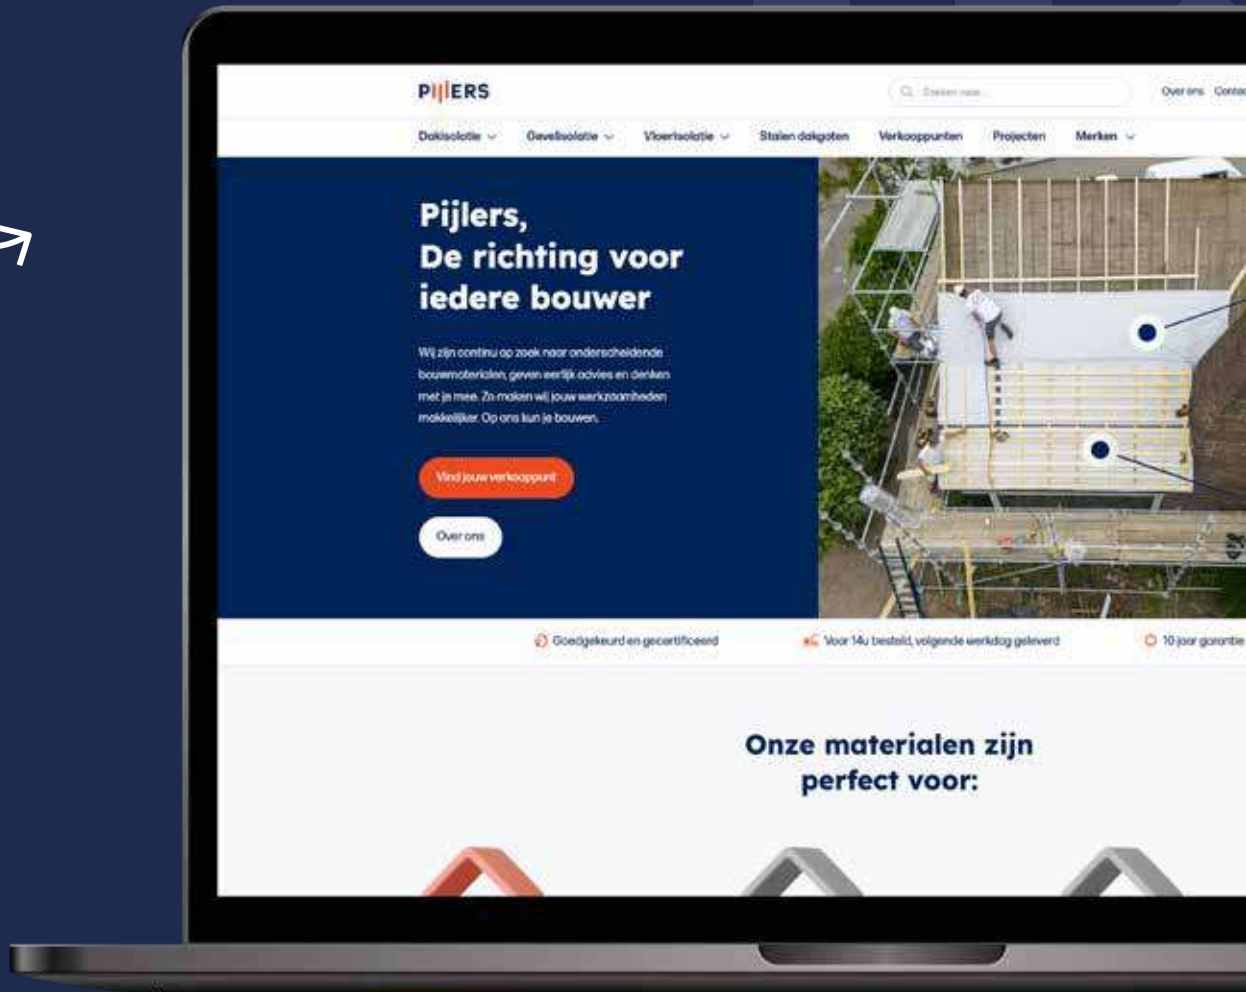 PIJLERS
Zoeken naar...
Over ons Contac
Dakisolatie Gevelisolatie Vloerisolatie Stalen dakgoten Verkooppunten Projecten Merken
Pijlers,
De richting voor
iedere bouwer
Wij zijn continu op zoek naar onderscheidende
bouwmaterialen, geven eerlijk advies en denken
met je mee. Zo maken wij jouw werkzaamheden
makkelijker. Op ons kun je bouwen.
Vind jouw verkooppunt
Over ons
Goedgekeurd en gecertificeerd Voor 14u besteld, volgende werkdag geleverd 10 jaar garantie
Onze materialen zijn
perfect voor: